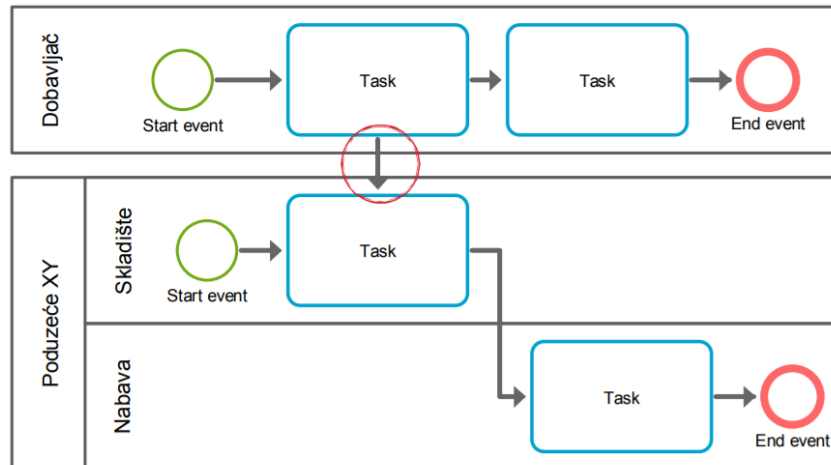 Dobavljač
Task
Task
Start event
End event
Poduzeće XY
Skladište
Task
Start event
Nabava
Task
End event